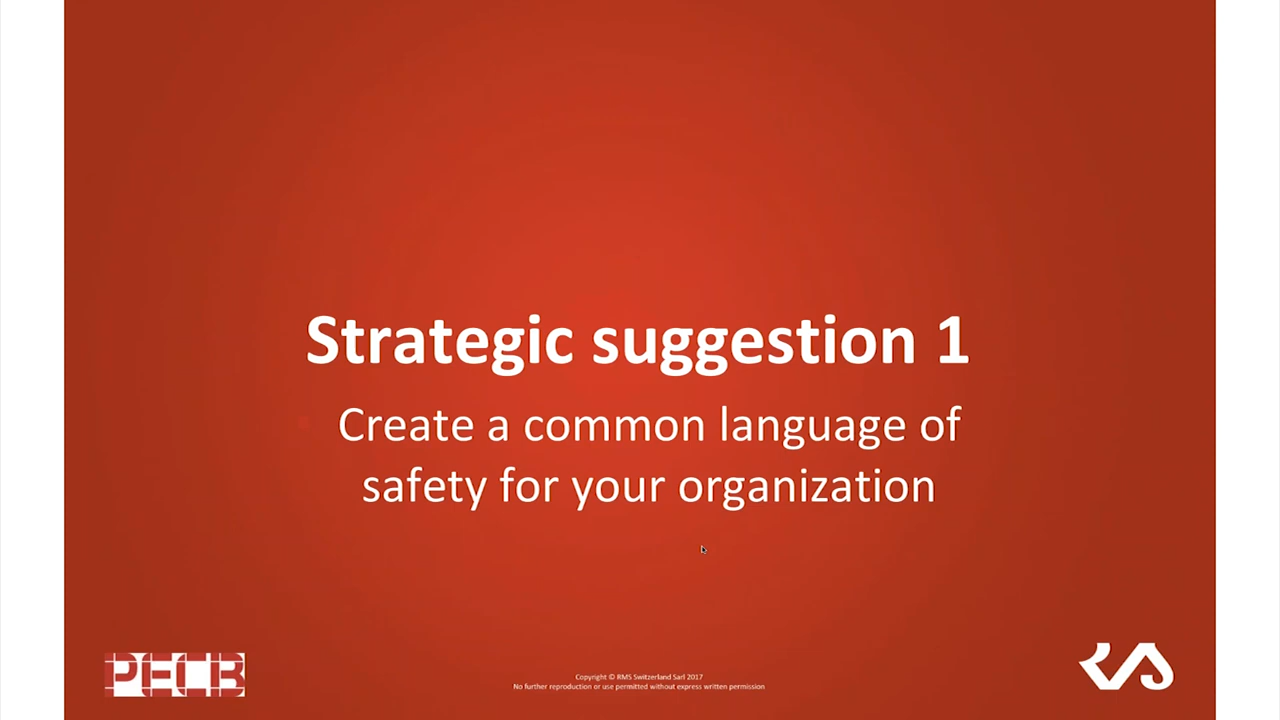 Strategic suggestion 1
Create a common language of
safety for your organization
PECB
Copyright © RMS Switzerland Sarl 2017
No further reproduction or use permitted without express written permission